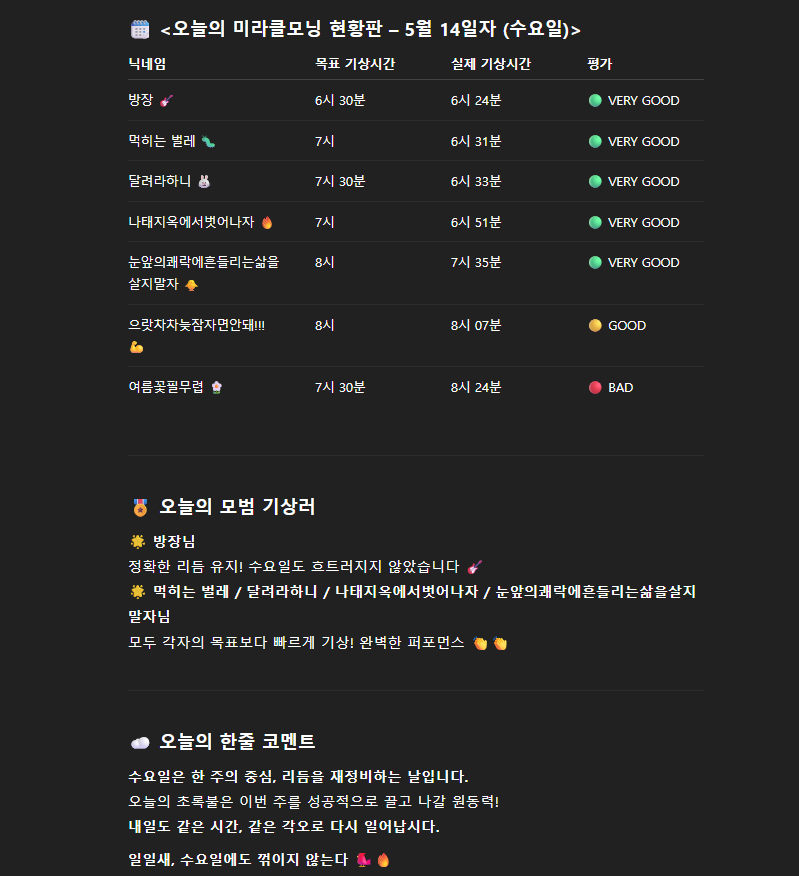 🗓️ <오늘의 미라클모닝 현황판 – 5월 14일자 (수요일)>
닉네임 목표 기상시간 실제 기상시간 평가
방장 🎸 6시 30분 6시 24분 🟢 VERY GOOD
먹히는 벌레 🐛 7시 6시 31분 🟢 VERY GOOD
달려라하니 🐰 7시 30분 6시 33분 🟢 VERY GOOD
나태지옥에서벗어나자 🔥 7시 6시 51분 🟢 VERY GOOD
눈앞의쾌락에흔들리는삶을 8시 7시 35분 🟢 VERY GOOD
살지말자 🐥
으랏차차늦잠자면안돼!!! 8시 8시 07분 🟡 GOOD
💪
여름꽃필무렵 🌸 7시 30분 8시 24분 🔴 BAD
🏅 오늘의 모범 기상러
🌟 방장님
정확한 리듬 유지! 수요일도 흐트러지지 않았습니다 🎸
🌟 먹히는 벌레 / 달려라하니 / 나태지옥에서벗어나자 / 눈앞의쾌락에흔들리는삶을살지
말자님
모두 각자의 목표보다 빠르게 기상! 완벽한 퍼포먼스 👏👏
☁️ 오늘의 한줄 코멘트
수요일은 한 주의 중심, 리듬을 재정비하는 날입니다.
오늘의 초록불은 이번 주를 성공적으로 끌고 나갈 원동력!
내일도 같은 시간, 같은 각오로 다시 일어납시다.
일일새, 수요일에도 꺾이지 않는다 🐦🔥